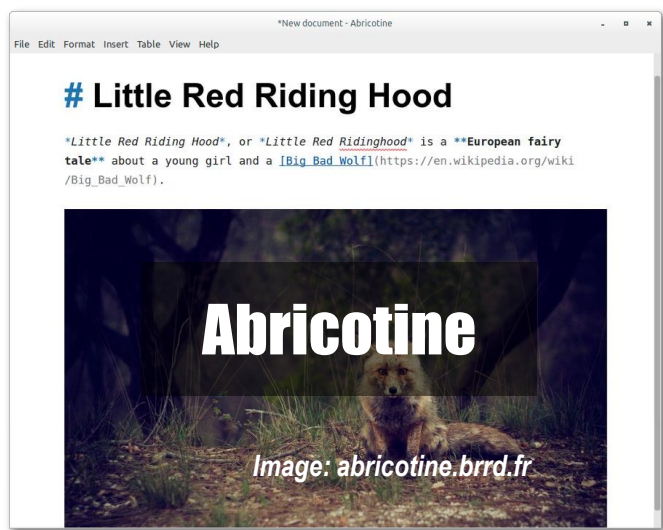 *New document - Abricotine
File Edit Format Insert Table View Help
# Little Red Riding Hood
*Little Red Riding Hood*, or *Little Red Ridinghood* is a **European fairy
tale** about a young girl and a [Big Bad Wolf](https://en.wikipedia.org/wiki
/Big_Bad_Wolf).
Abricotine
Image: abricotine.brrd.fr